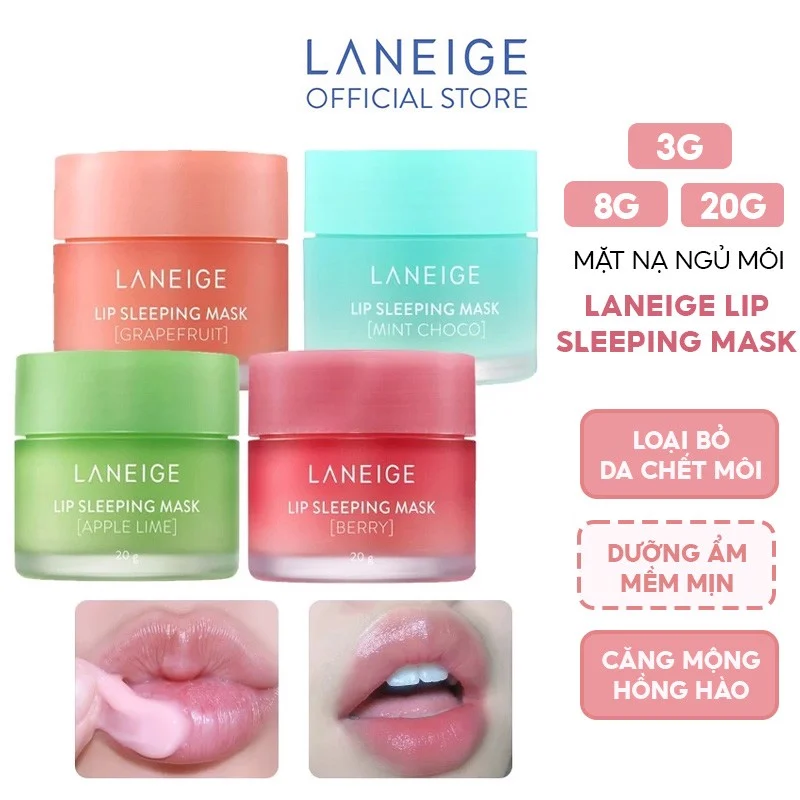 LANEIGE
OFFICIAL STORE
3G
8G 20G
MẶT NẠ NGỦ MÔI
LANEIGE LIP
SLEEPING MASK
LANEIGE
LIP SLEEPING MASK
[GRAPEFRUIT]
LANEIGE
LIP SLEEPING MASK
[MINT CHOCO]
LANEIGE
LIP SLEEPING MASK
[APPLE LIME]
20 g
LANEIGE
LIP SLEEPING MASK
[BERRY]
20 g
LOẠI BỎ
DA CHẾT MÔI
DƯỠNG ẨM
MỀM MỊN
CĂNG MỘNG
HỒNG HÀO